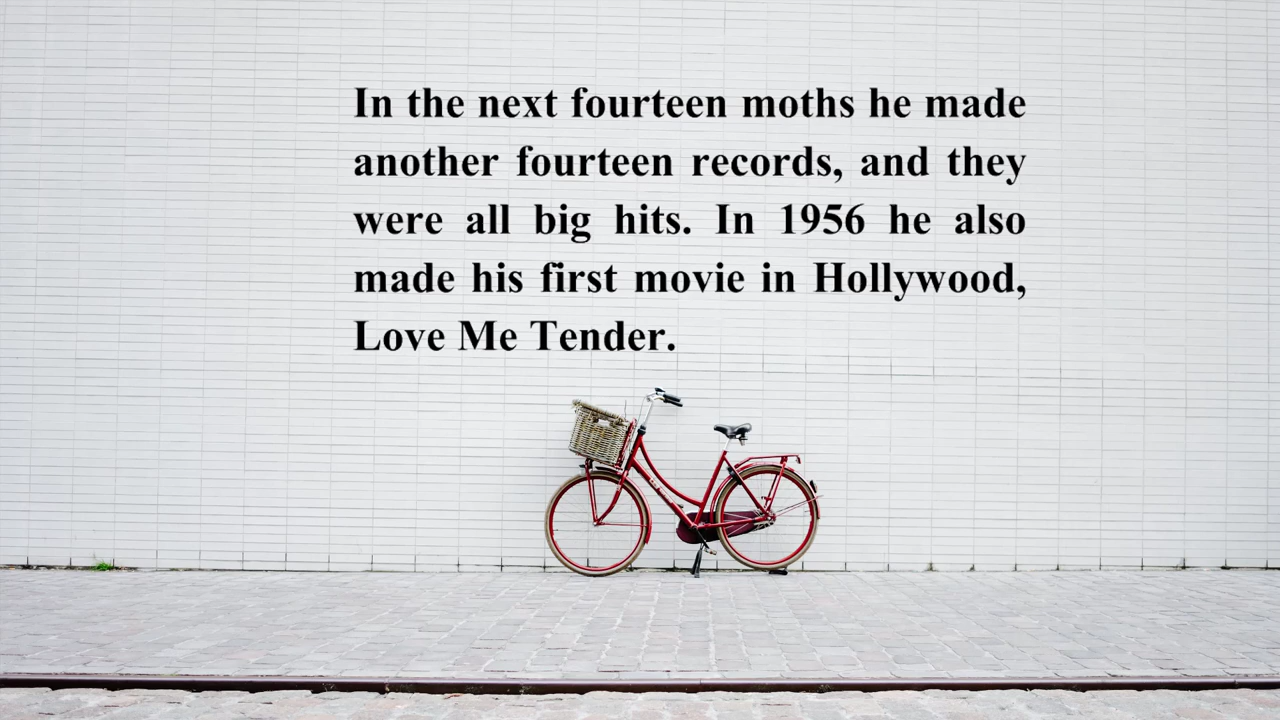 In the next fourteen moths he made
another fourteen records, and they
were all big hits. In 1956 he also
made his first movie in Hollywood,
Love Me Tender.